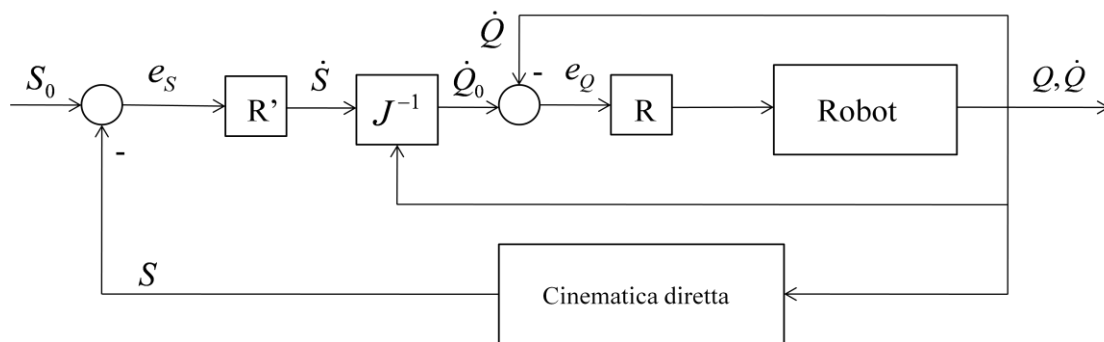 Q̇
S₀
e_S
Ṡ
Q̇₀
-
e_Q
Q, Q̇
R’
J⁻¹
R
Robot
-
S
Cinematica diretta